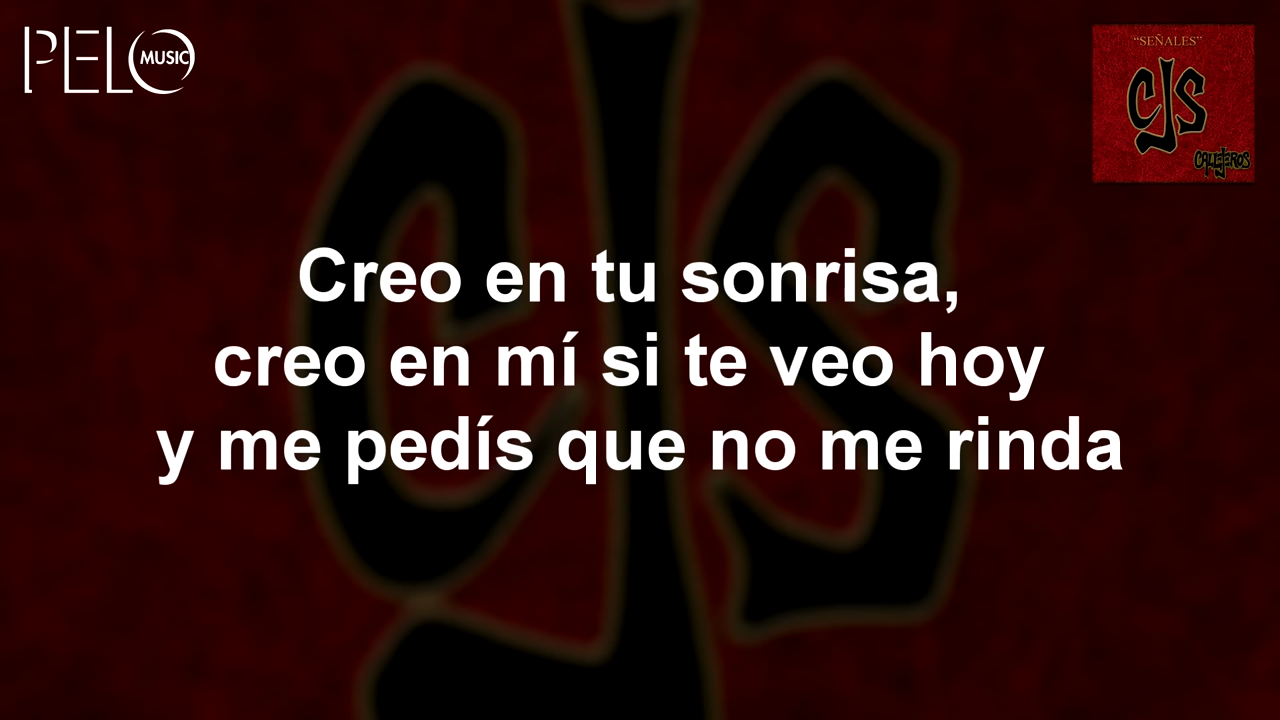 PELO MUSIC
"SEÑALES"
CJS
CALLEJEROS
Creo en tu sonrisa,
creo en mí si te veo hoy
y me pedís que no me rinda